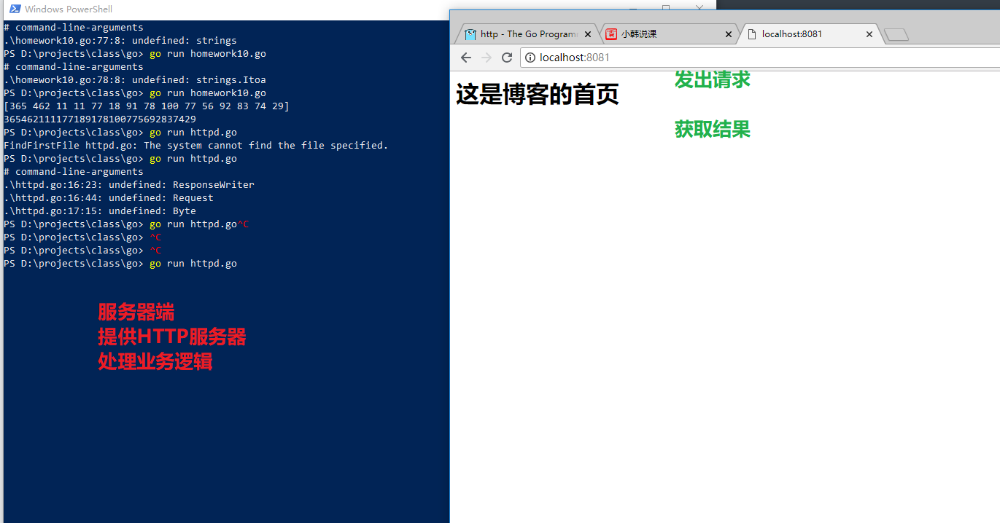 Windows PowerShell
# command-line-arguments
.\homework10.go:77:8: undefined: strings
PS D:\projects\class\go> go run homework10.go
# command-line-arguments
.\homework10.go:78:8: undefined: strings.Itoa
PS D:\projects\class\go> go run homework10.go
[365 462 11 11 77 18 91 78 100 77 56 92 83 74 29]
365462111177189178100775692837429
PS D:\projects\class\go> go run httpd.go
FindFirstFile httpd.go: The system cannot find the file specified.
PS D:\projects\class\go> go run httpd.go
# command-line-arguments
.\httpd.go:16:23: undefined: ResponseWriter
.\httpd.go:16:44: undefined: Request
.\httpd.go:17:15: undefined: Byte
PS D:\projects\class\go> go run httpd.go^C
PS D:\projects\class\go> ^C
PS D:\projects\class\go> ^C
PS D:\projects\class\go> go run httpd.go
服务器端
提供HTTP服务器
处理业务逻辑
http - The Go Program 小韩说课 localhost:8081
localhost:8081
发出请求
这是博客的首页
获取结果